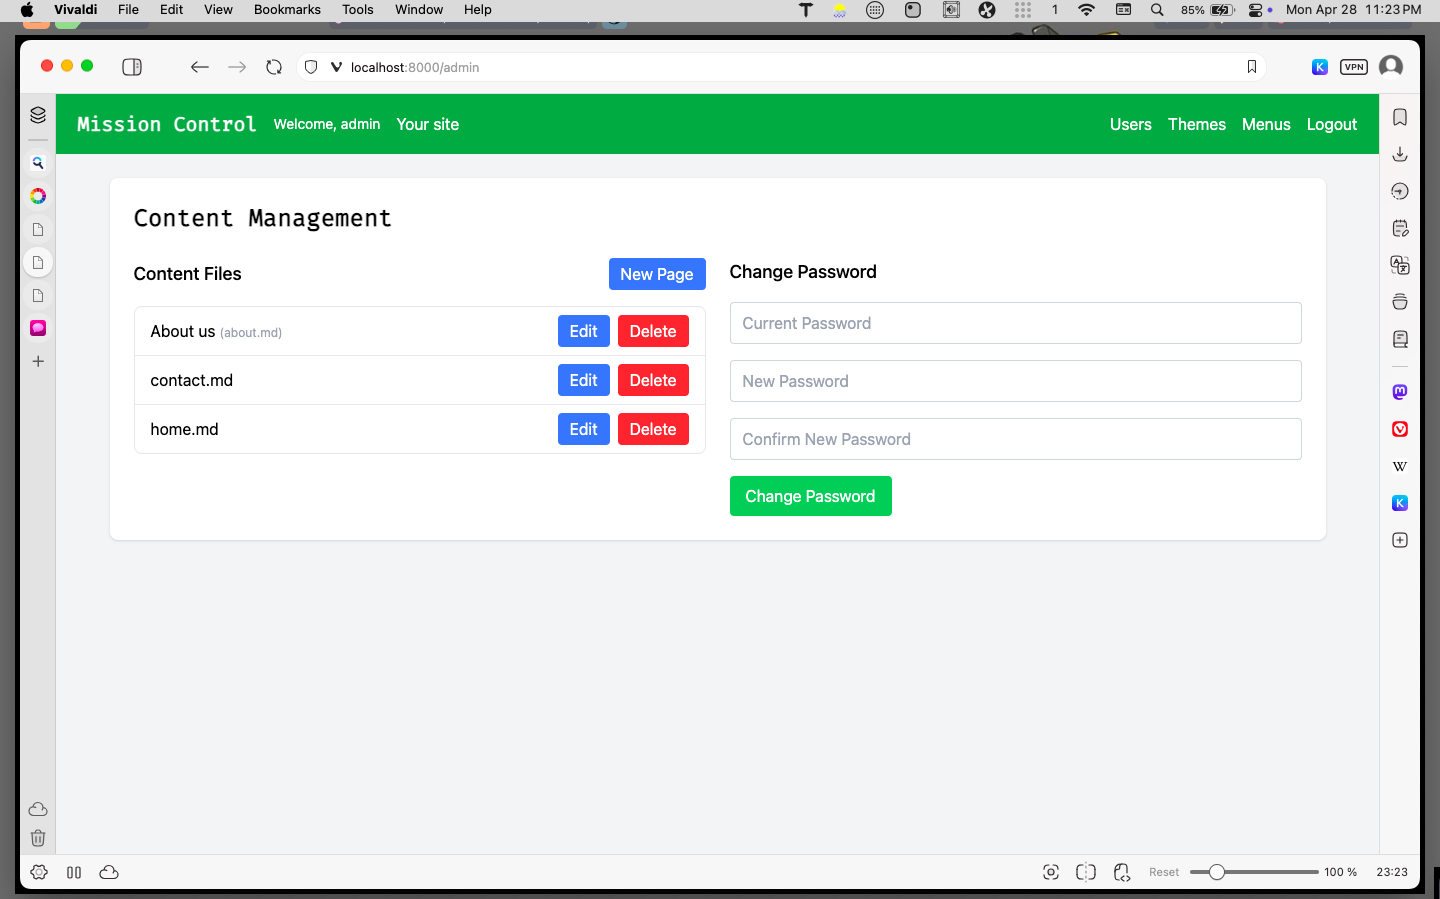 Vivaldi File Edit View Bookmarks Tools Window Help 1 85% Mon Apr 28 11:23 PM
localhost:8000/admin VPN
Mission Control Welcome, admin Your site Users Themes Menus Logout
Content Management
Content Files New Page
About us (about.md) Edit Delete
contact.md Edit Delete
home.md Edit Delete
Change Password
Current Password
New Password
Confirm New Password
Change Password
Reset 100 % 23:23